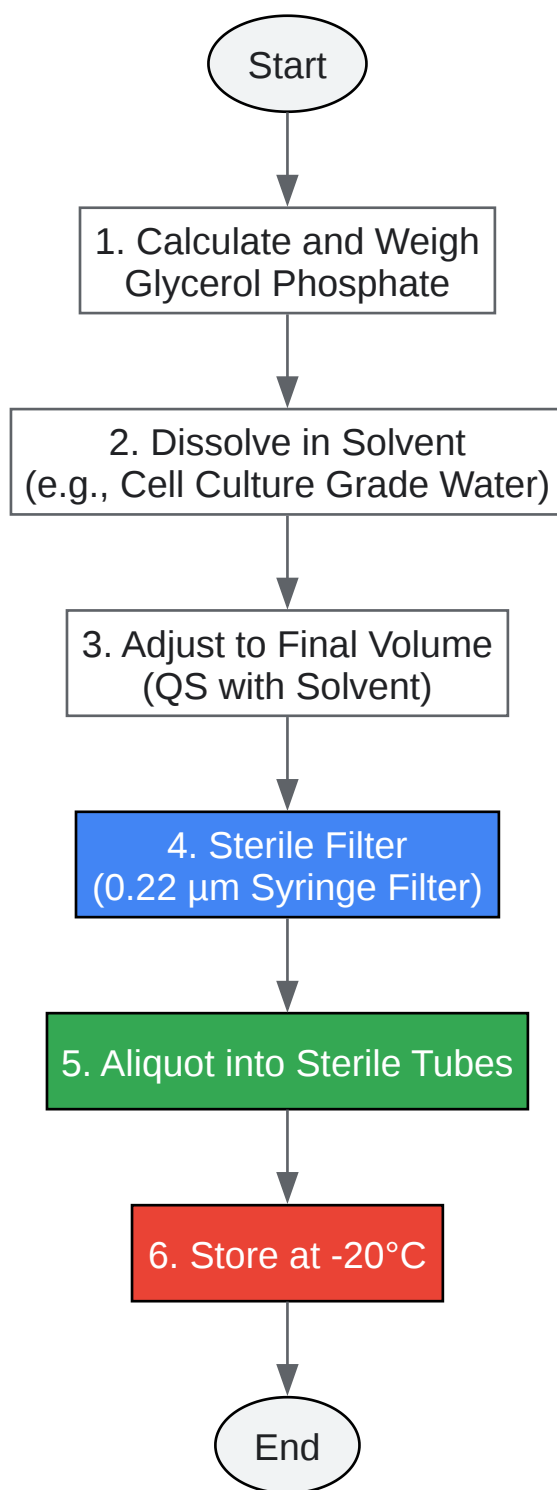 Start
1. Calculate and Weigh
Glycerol Phosphate
2. Dissolve in Solvent
(e.g., Cell Culture Grade Water)
3. Adjust to Final Volume
(QS with Solvent)
4. Sterile Filter
(0.22 µm Syringe Filter)
5. Aliquot into Sterile Tubes
6. Store at -20°C
End